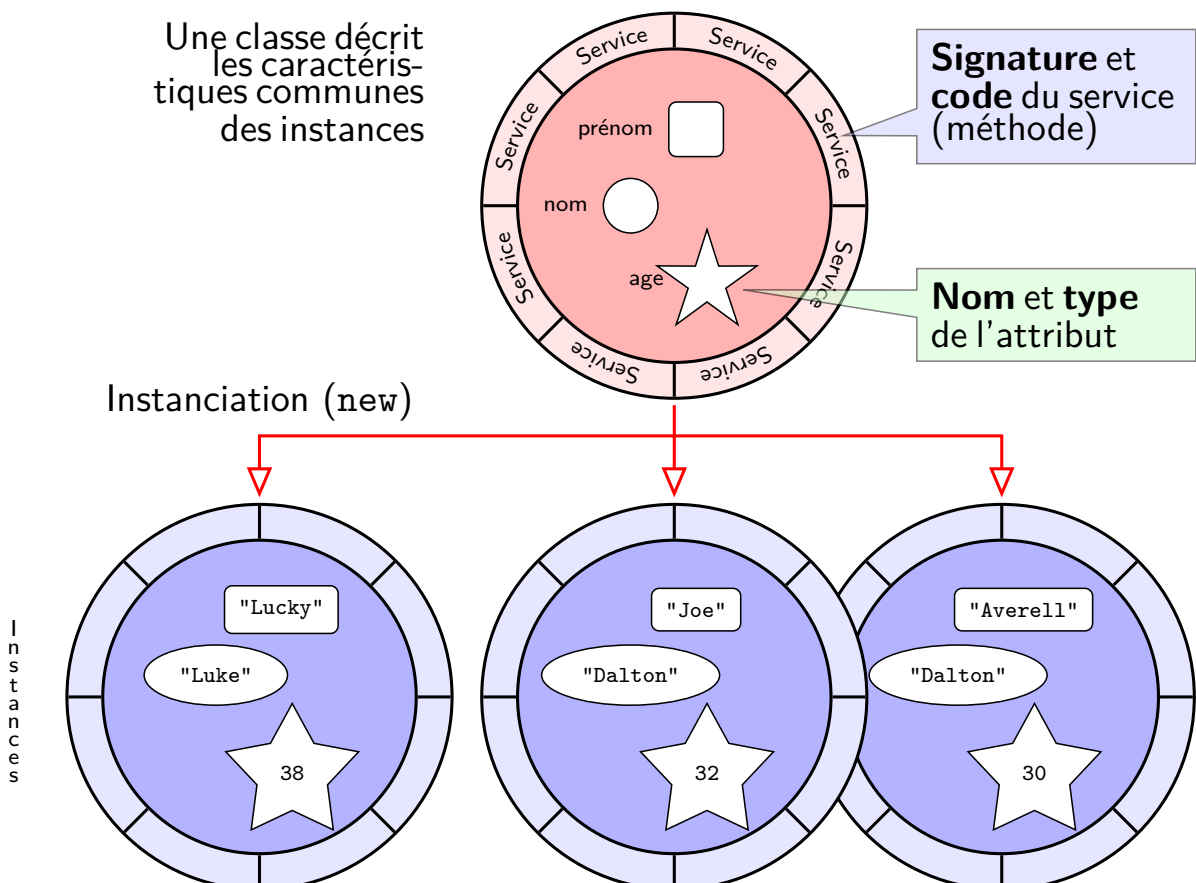 Une classe décrit
les caractéris-
tiques communes
des instances
Service
Service
Service
Service
Service
Service
Service
Service
prénom
nom
age
Signature et
code du service
(méthode)
Nom et type
de l'attribut
Instanciation (new)
Instances
"Lucky"
"Luke"
38
"Joe"
"Dalton"
32
"Averell"
"Dalton"
30